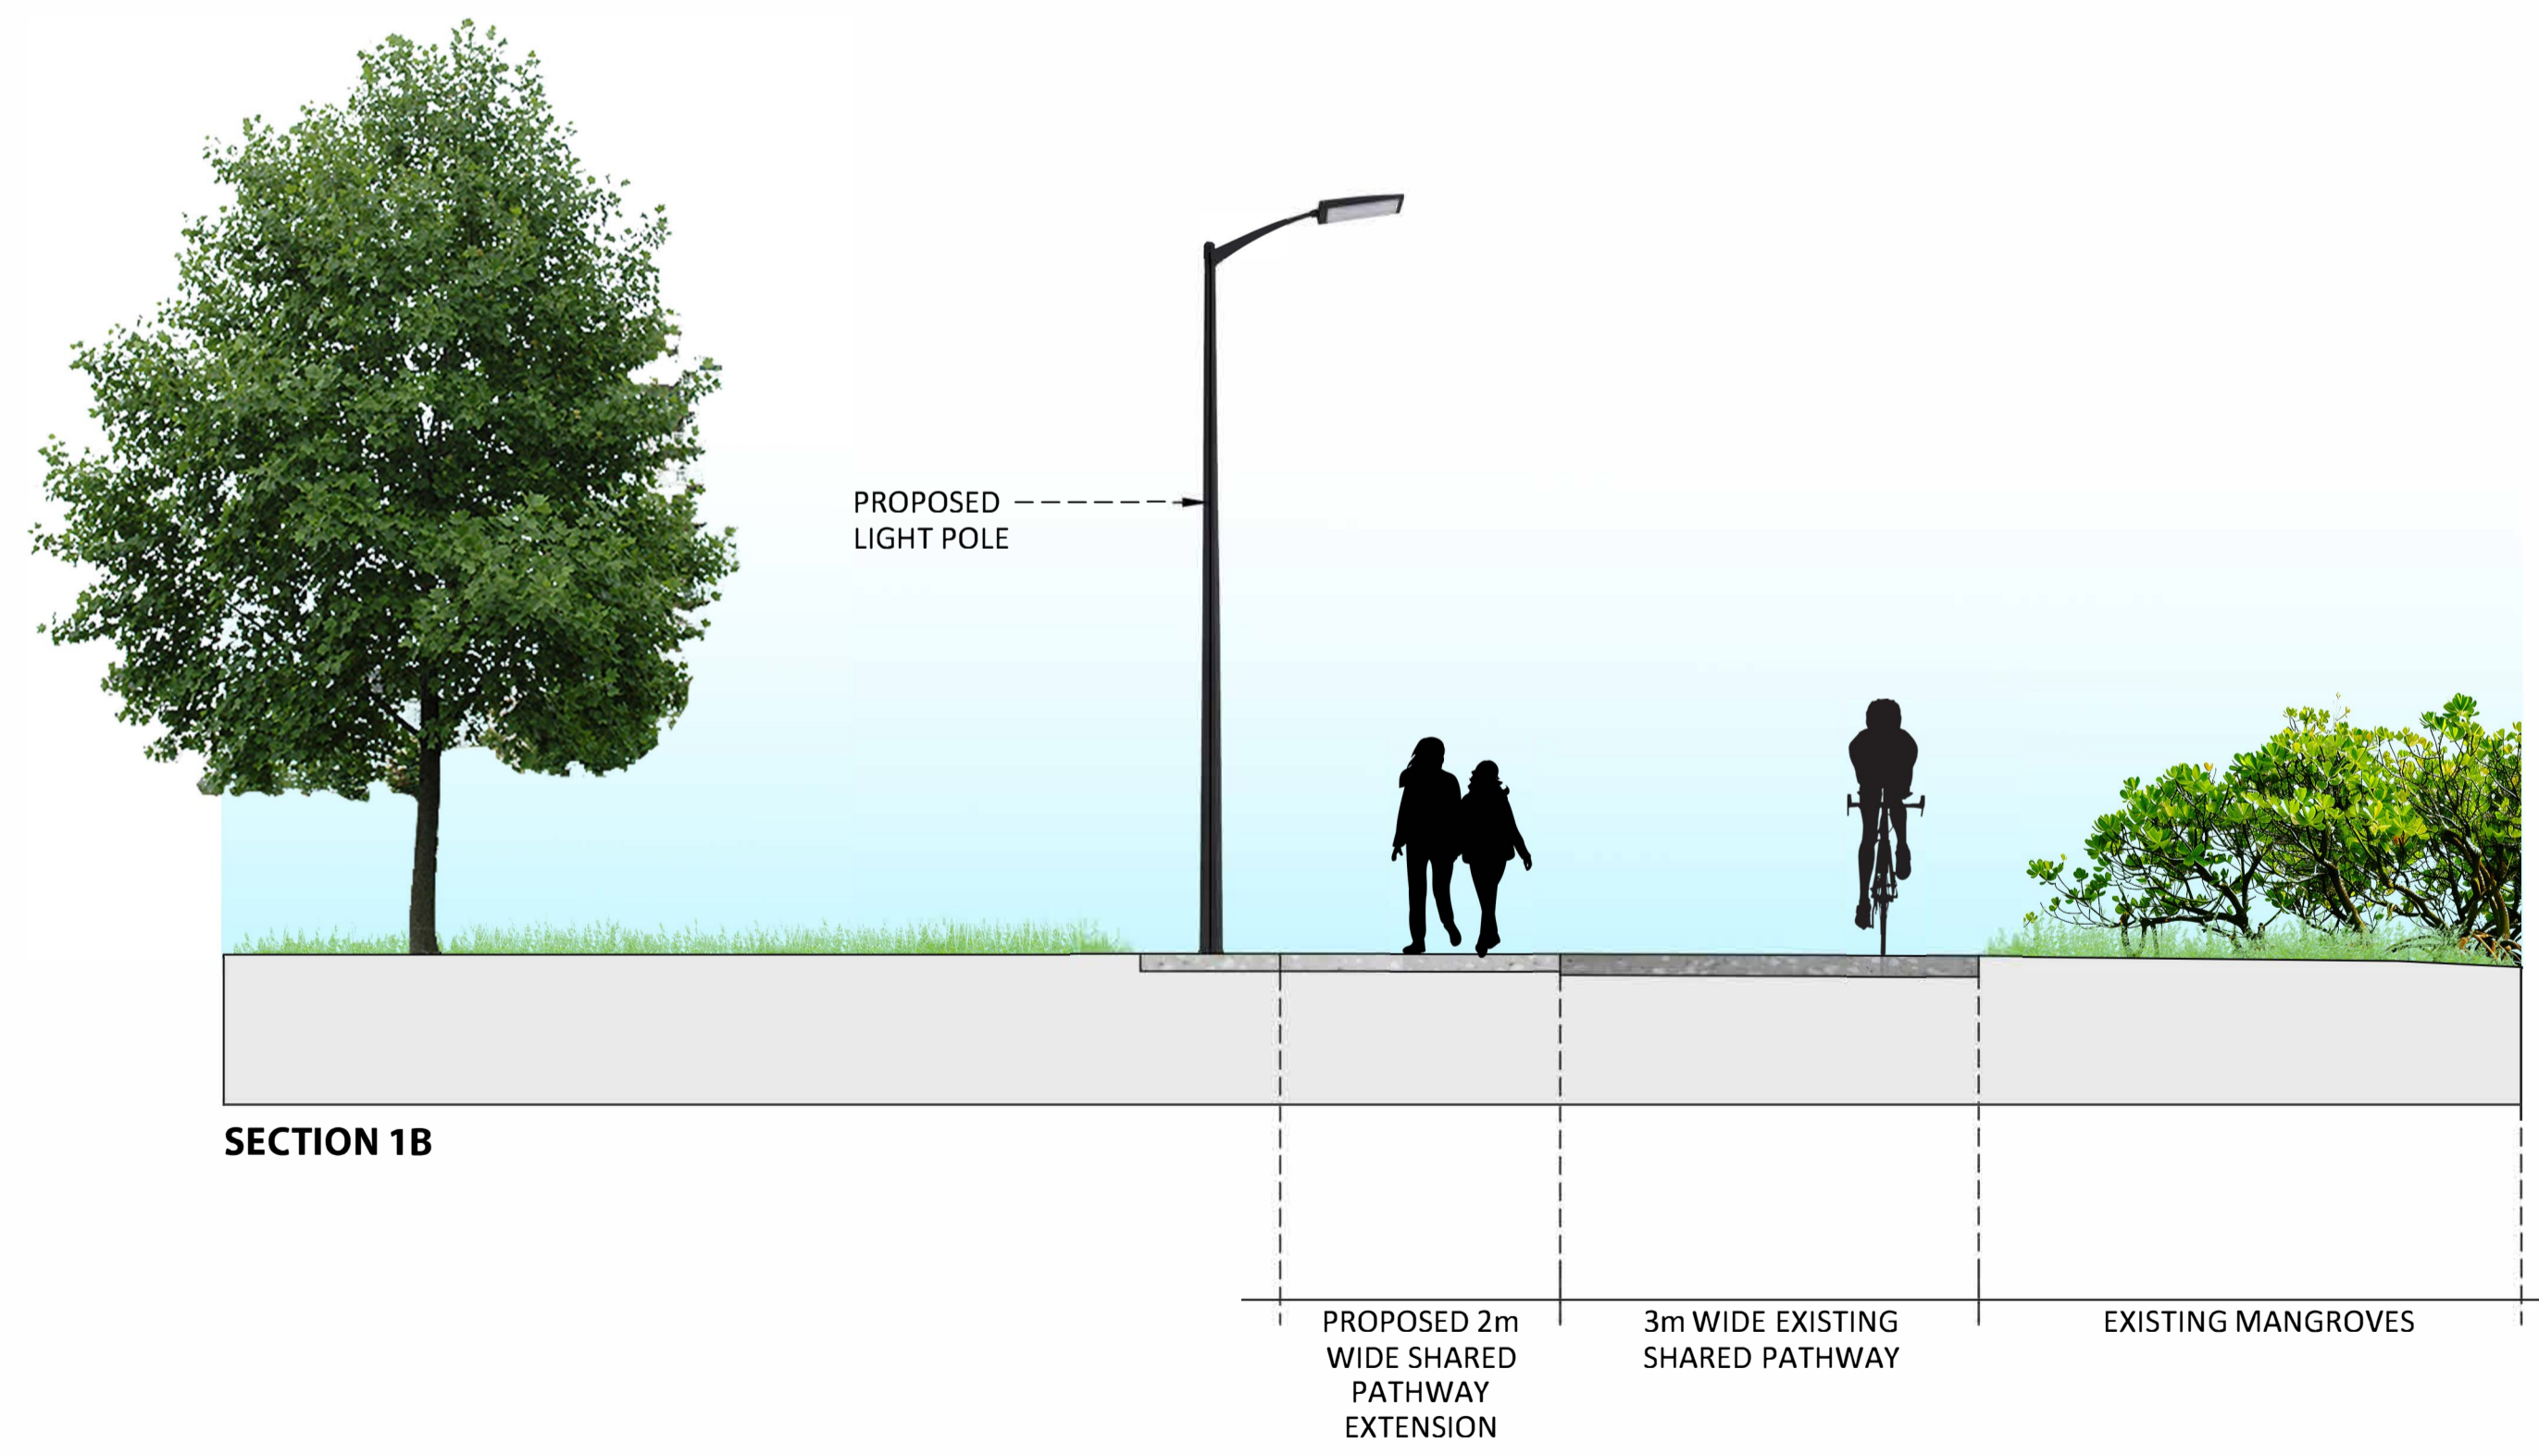 PROPOSED
LIGHT POLE
SECTION 1B
PROPOSED 2m
WIDE SHARED
PATHWAY
EXTENSION
3m WIDE EXISTING
SHARED PATHWAY
EXISTING MANGROVES